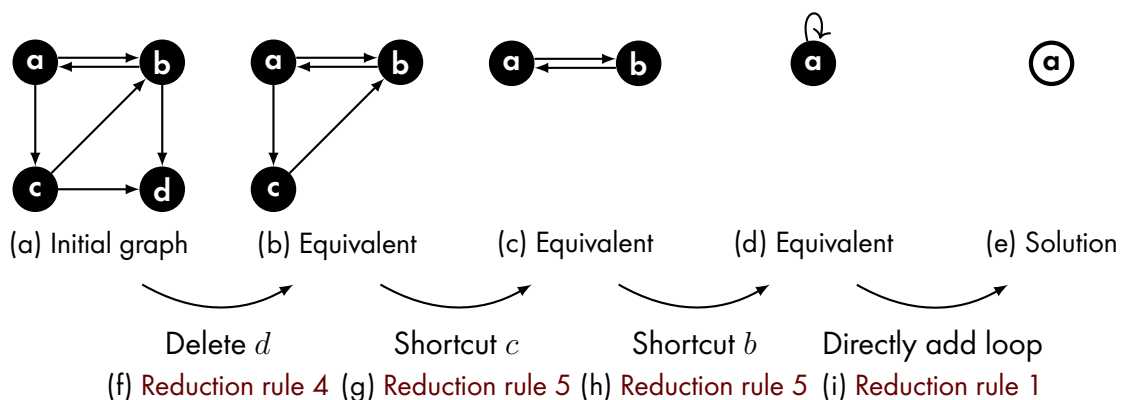 a b a b a b a a
c d c
(a) Initial graph (b) Equivalent (c) Equivalent (d) Equivalent (e) Solution
Delete d Shortcut c Shortcut b Directly add loop
(f) Reduction rule 4 (g) Reduction rule 5 (h) Reduction rule 5 (i) Reduction rule 1